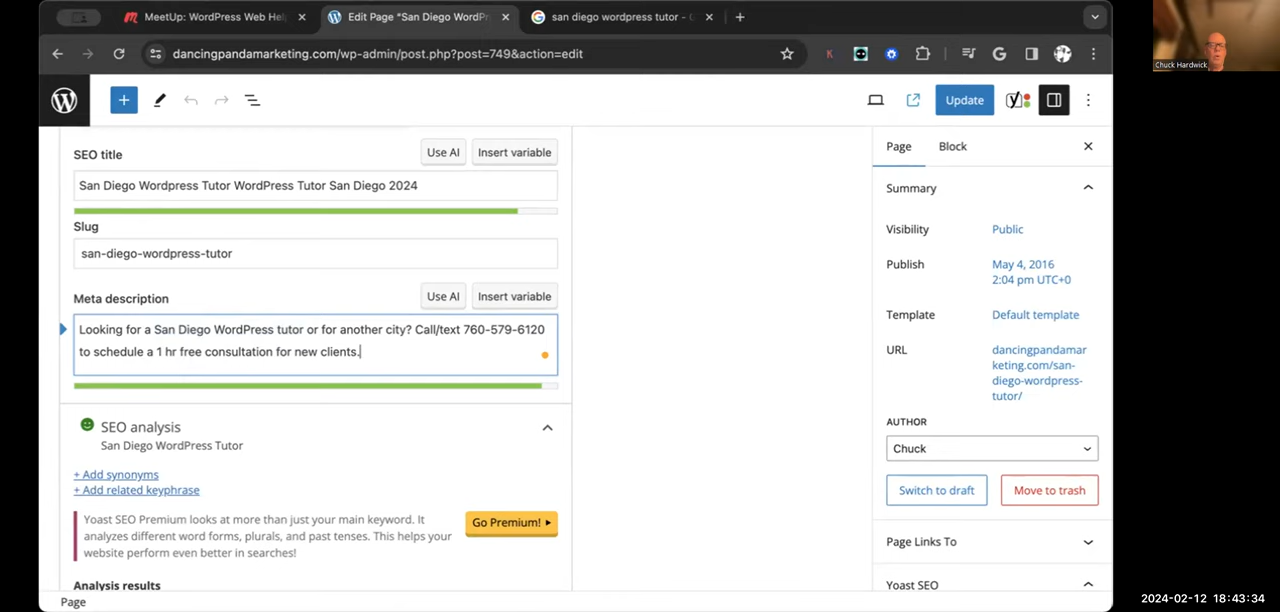 MeetUp: WordPress Web Hel
Edit Page "San Diego WordPr
san diego wordpress tutor - G
dancingpandamarketing.com/wp-admin/post.php?post=749&action=edit
Chuck Hardwick
Update
SEO title
Use AI
Insert variable
San Diego Wordpress Tutor WordPress Tutor San Diego 2024
Slug
san-diego-wordpress-tutor
Meta description
Use AI
Insert variable
Looking for a San Diego WordPress tutor or for another city? Call/text 760-579-6120
to schedule a 1 hr free consultation for new clients.
SEO analysis
San Diego WordPress Tutor
+ Add synonyms
+ Add related keyphrase
Yoast SEO Premium looks at more than just your main keyword. It
analyzes different word forms, plurals, and past tenses. This helps your
website perform even better in searches!
Go Premium!
Analysis results
Page
Page
Block
Summary
Visibility
Public
Publish
May 4, 2016
2:04 pm UTC+0
Template
Default template
URL
dancingpandamar
keting.com/san-
diego-wordpress-
tutor/
AUTHOR
Chuck
Switch to draft
Move to trash
Page Links To
Yoast SEO
2024-02-12 18:43:34